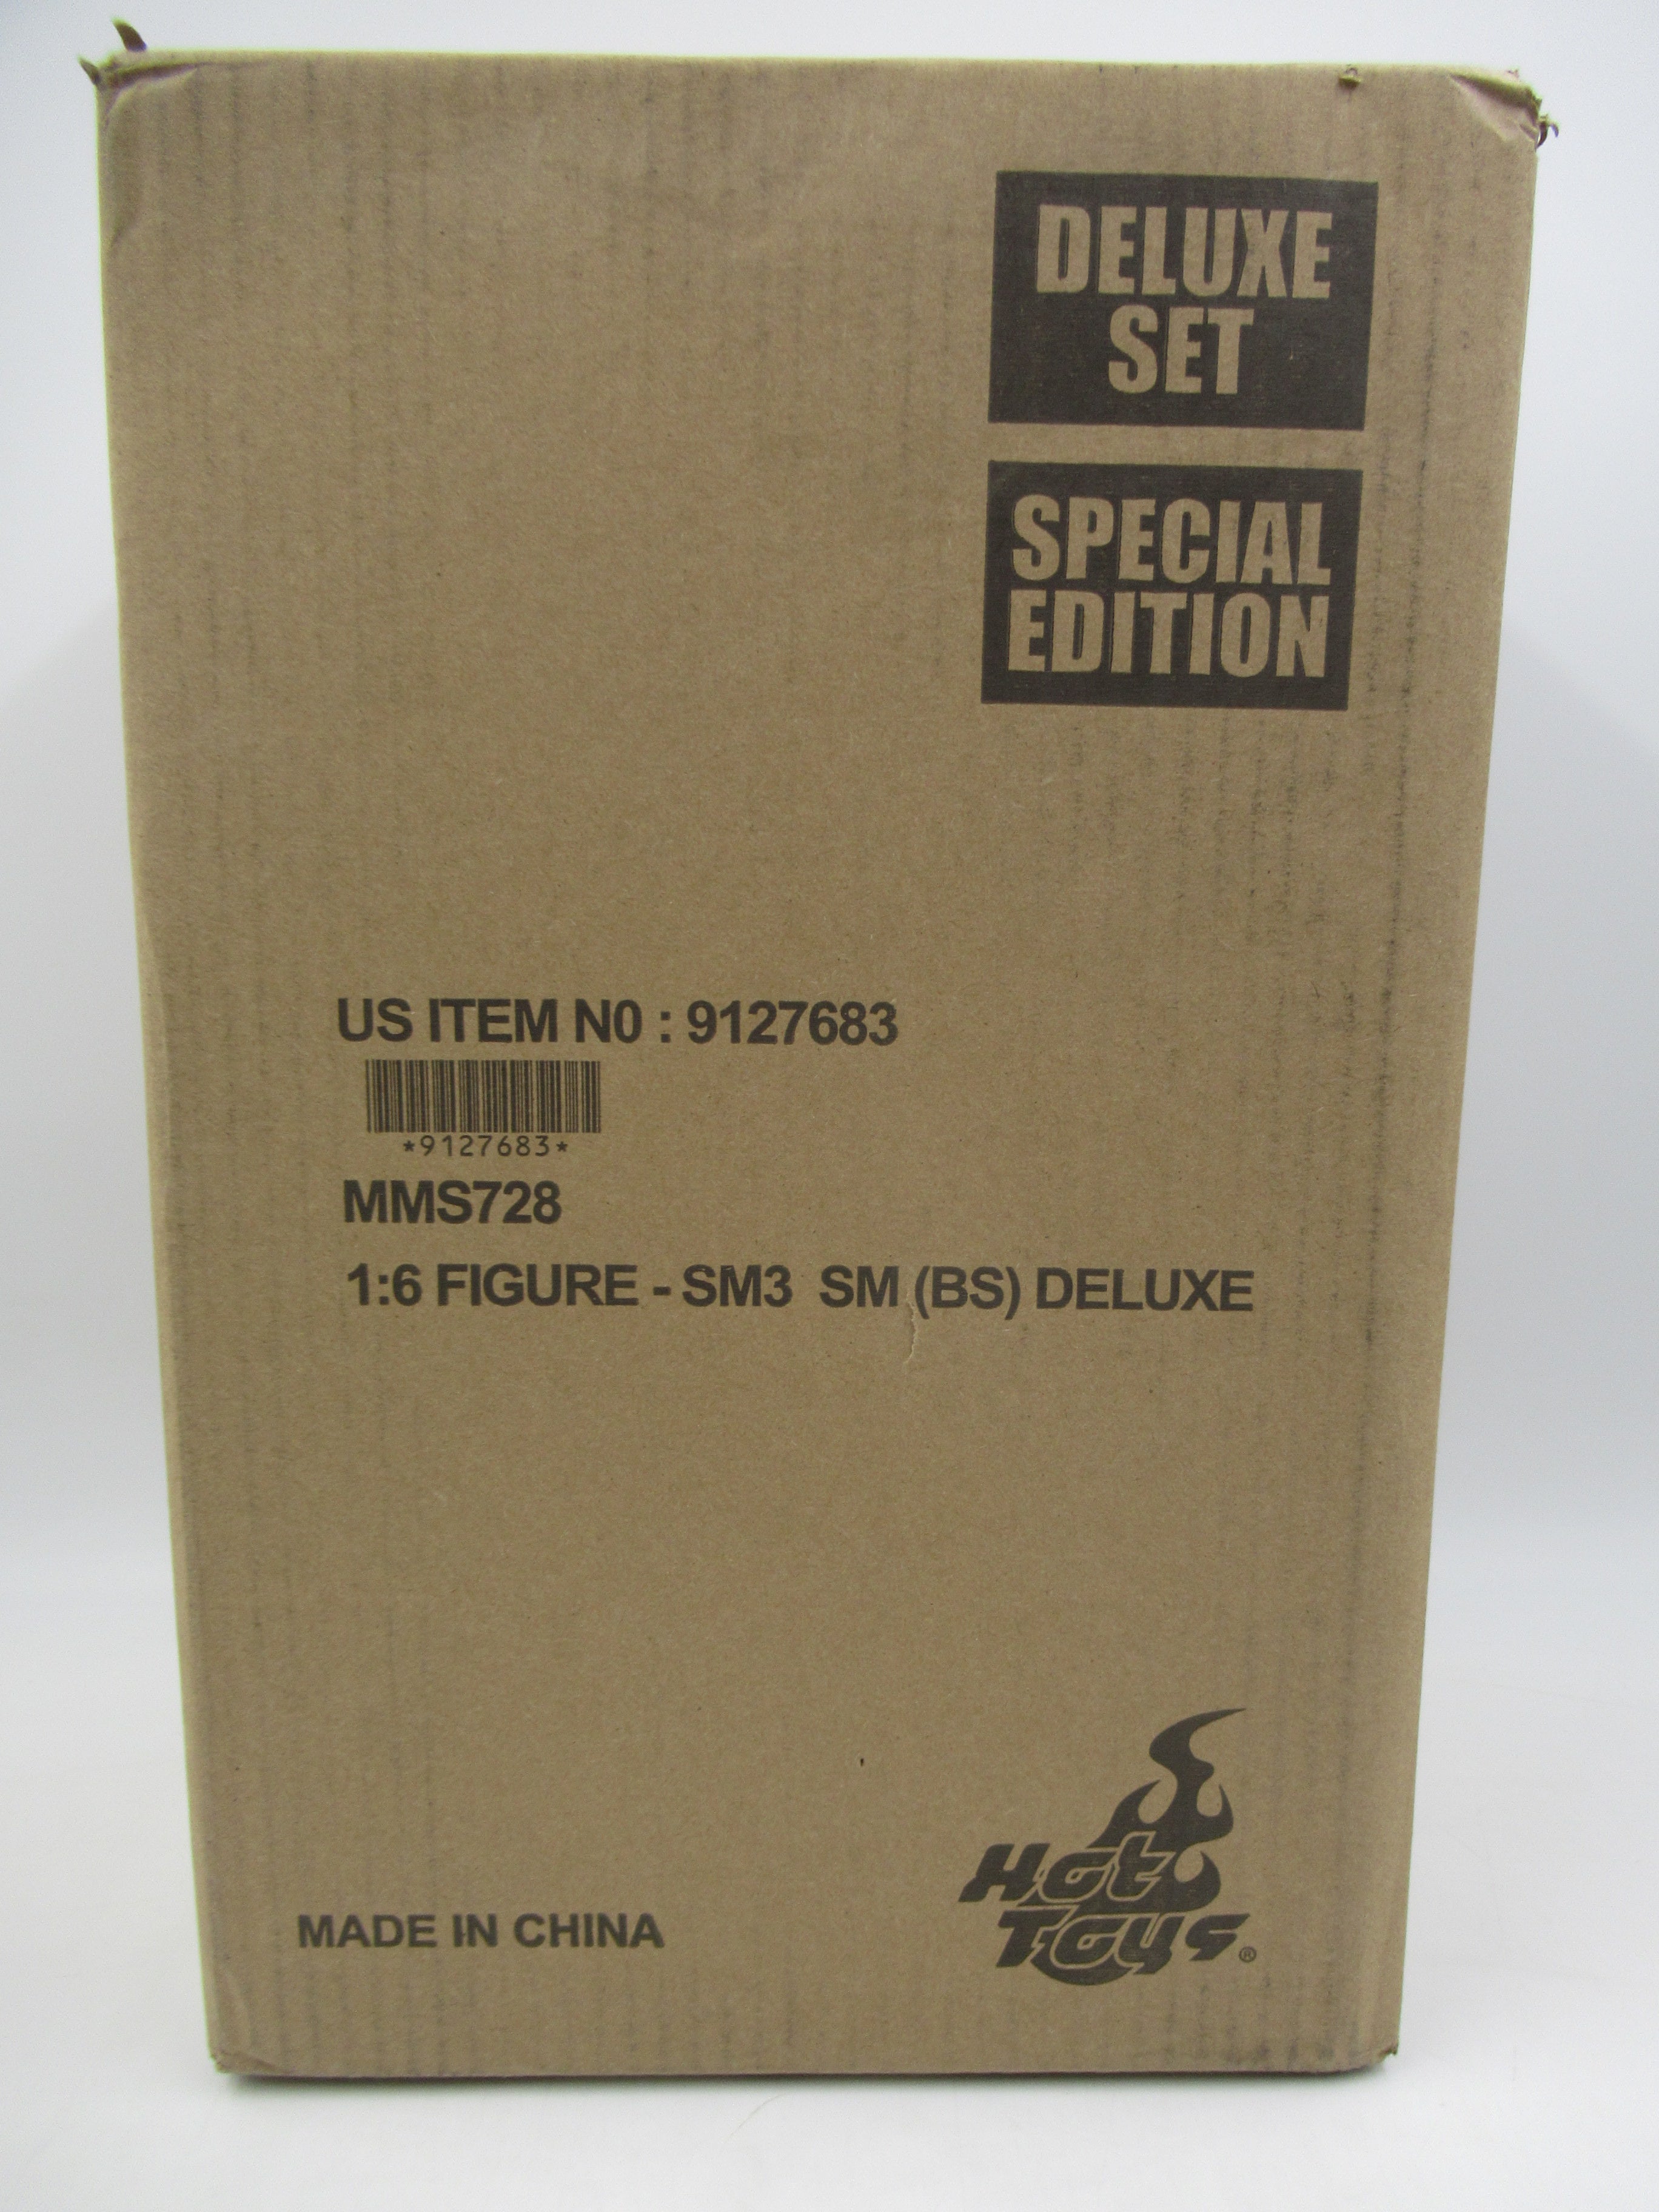 DELUXE
SET
SPECIAL
EDITION
US ITEM N0 : 9127683
*9127683*
MMS728
1:6 FIGURE - SM3 SM (BS) DELUXE
Hot
Toys®
MADE IN CHINA